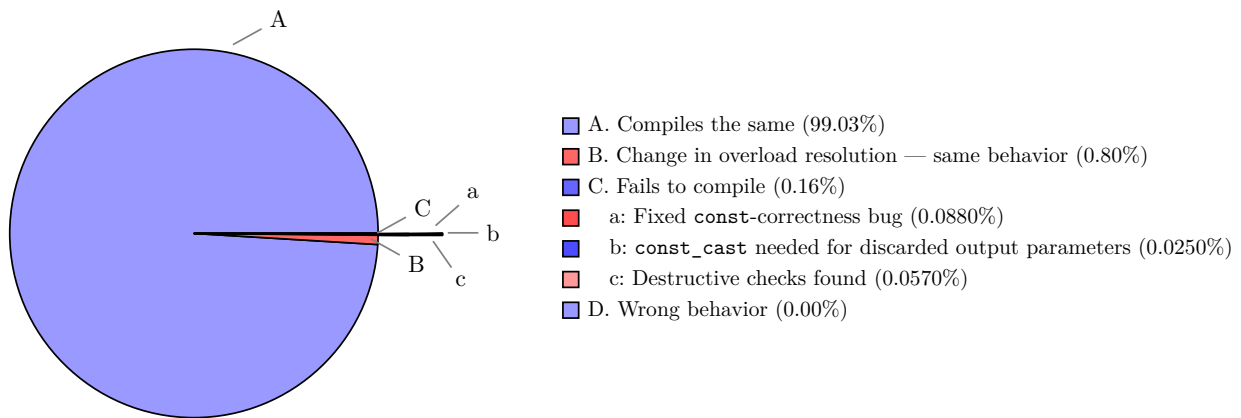 A
C
a
b
B
c
A. Compiles the same (99.03%)
B. Change in overload resolution — same behavior (0.80%)
C. Fails to compile (0.16%)
a: Fixed const-correctness bug (0.0880%)
b: const_cast needed for discarded output parameters (0.0250%)
c: Destructive checks found (0.0570%)
D. Wrong behavior (0.00%)